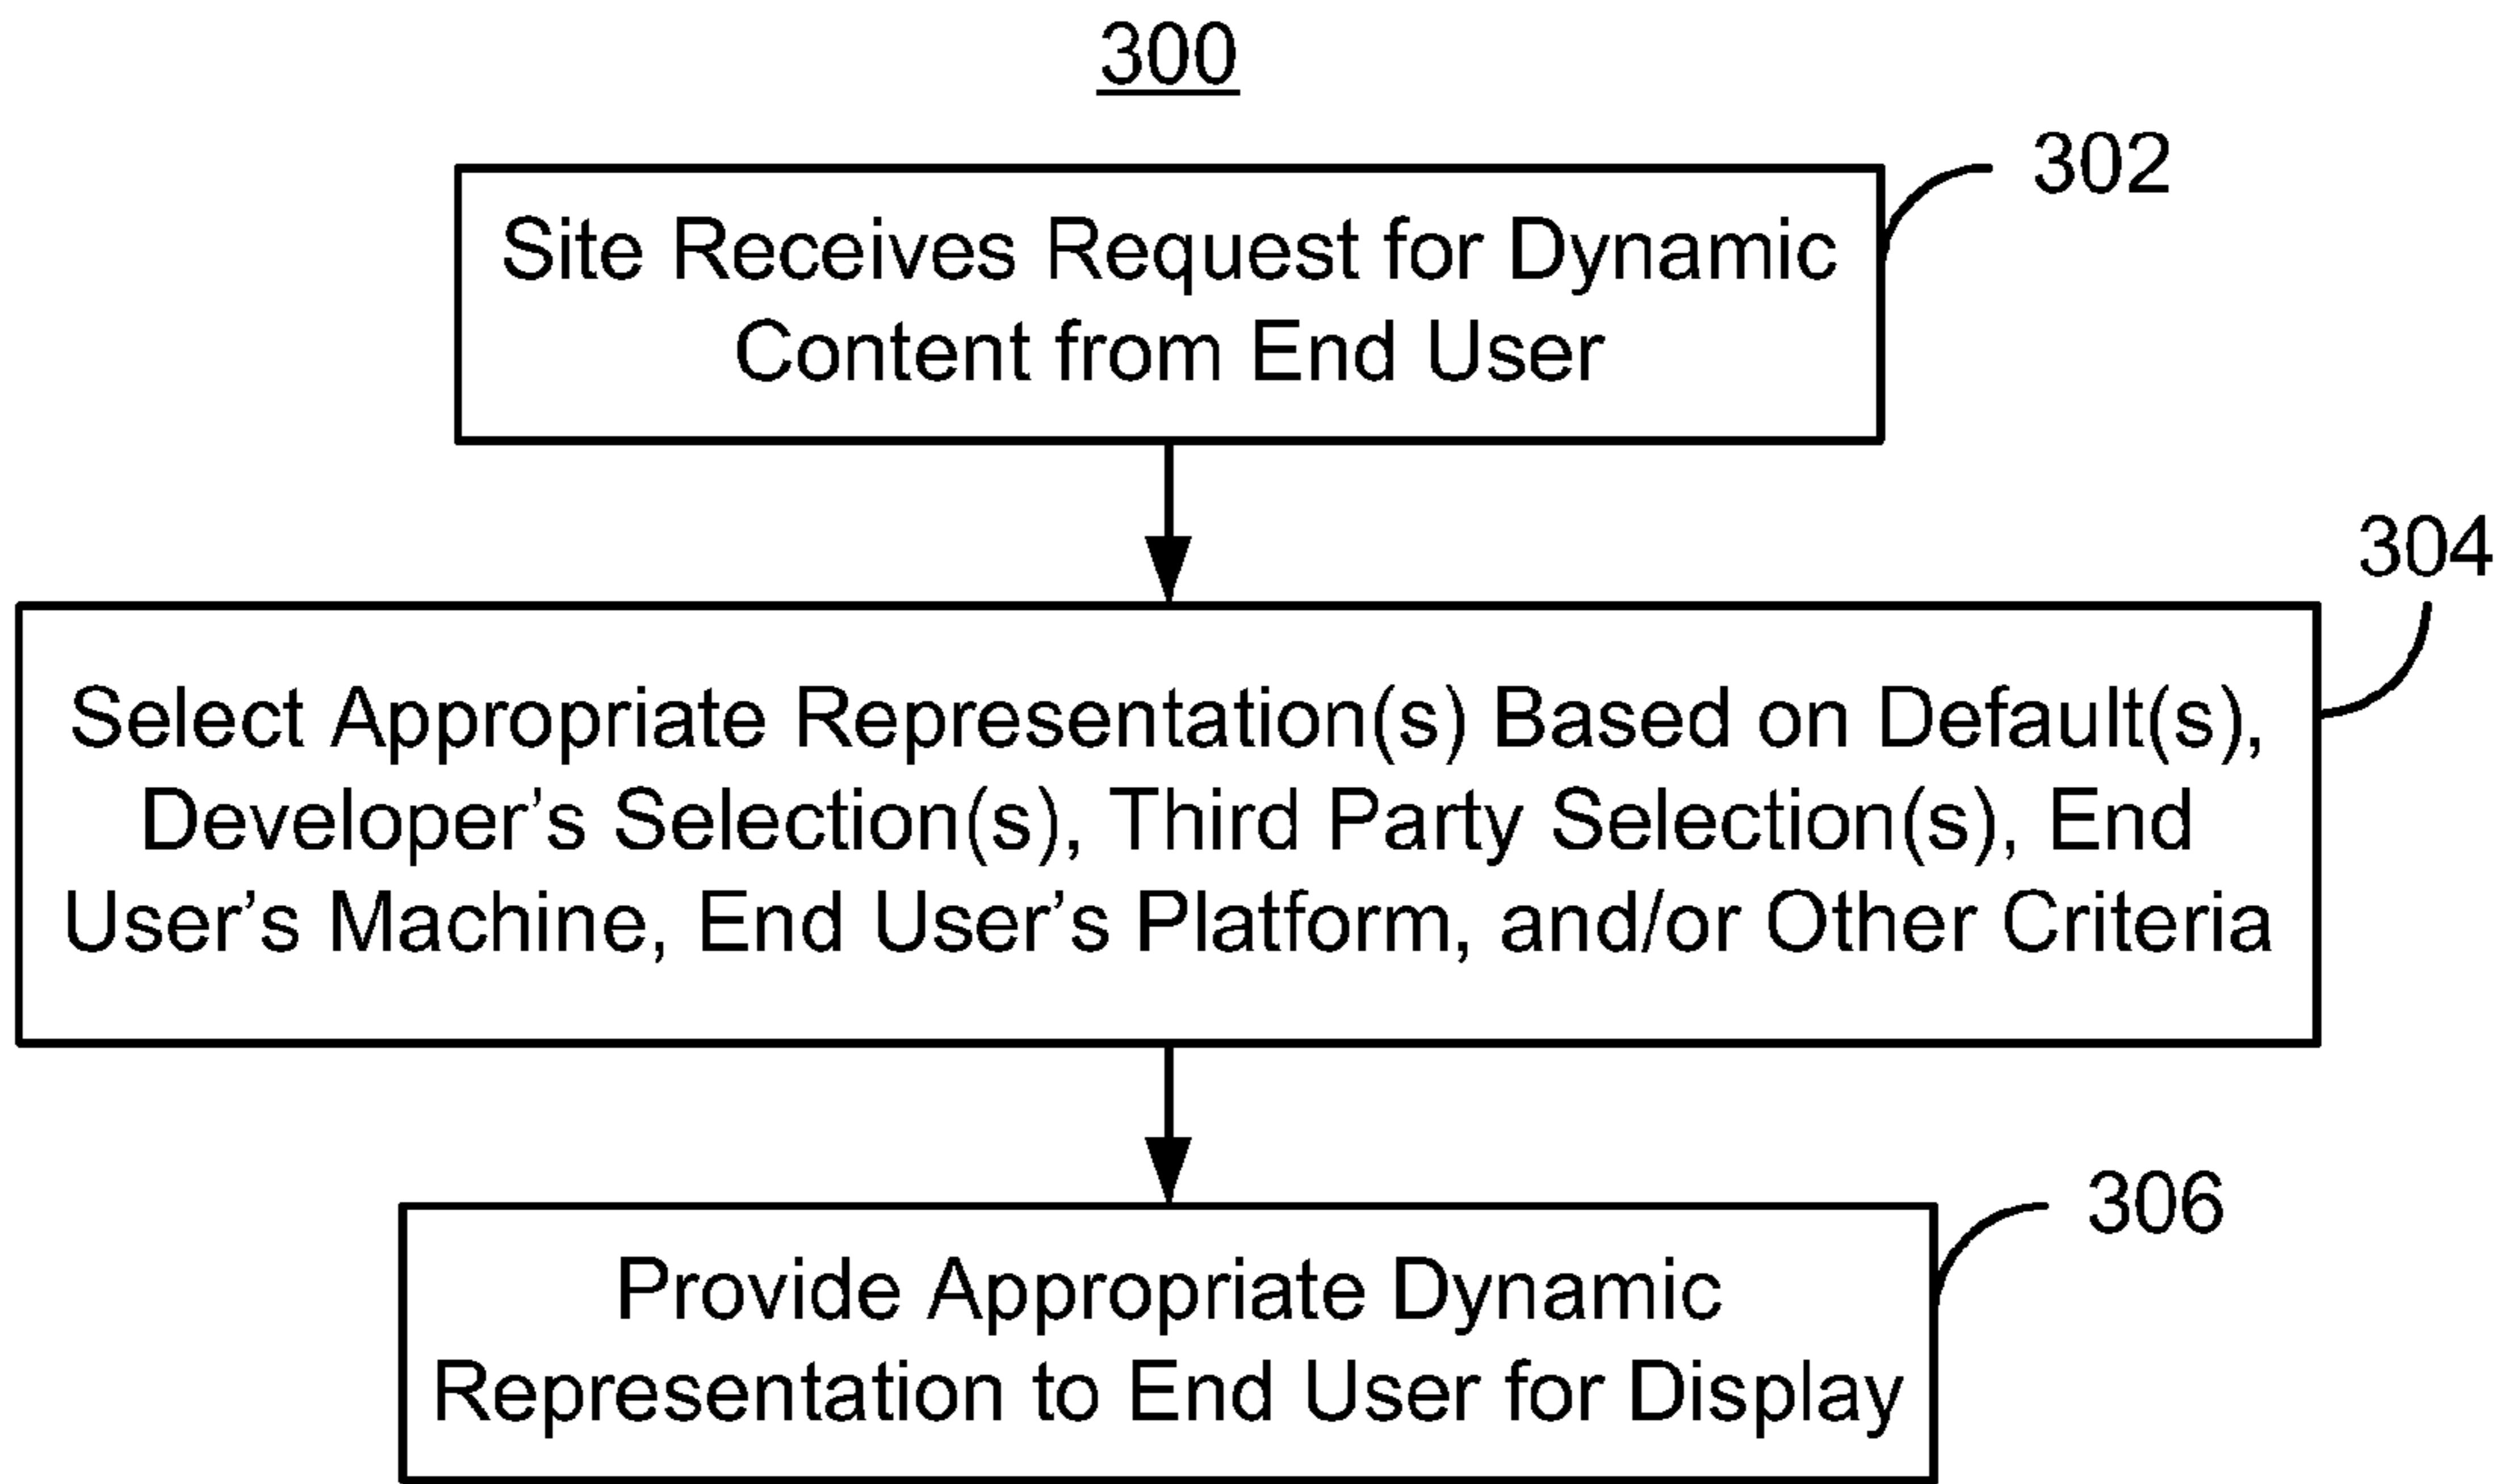 300
302
Site Receives Request for Dynamic
Content from End User
304
Select Appropriate Representation(s) Based on Default(s),
Developer’s Selection(s), Third Party Selection(s), End
User’s Machine, End User’s Platform, and/or Other Criteria
306
Provide Appropriate Dynamic
Representation to End User for Display